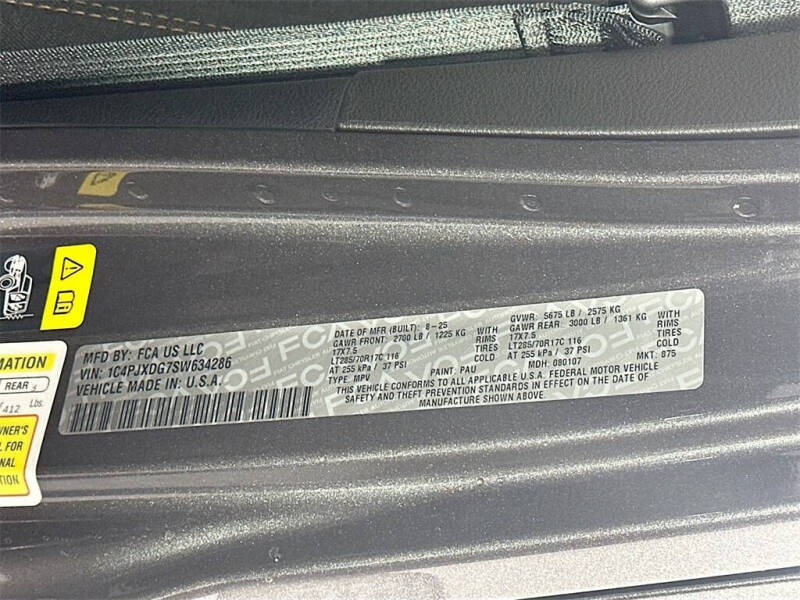 MFD BY: FCA US LLC
VIN: 1C4PJXDG7SW634286
VEHICLE MADE IN U.S.A.
DATE OF MFR (BUILT): 8-25
GAWR FRONT: 2700 LB / 1225 KG WITH
17X7.5 RIMS
LT285/70R17C 116 TIRES
AT 255 kPa / 37 PSI COLD
TYPE: MPV
PAINT: PAU
GVWR: 5675 LB / 2575 KG
GAWR REAR: 3000 LB / 1361 KG WITH
17X7.5 RIMS
LT285/70R17C 116 TIRES
AT 255 kPa / 37 PSI COLD
MDH: 080107
MKT: 875
THIS VEHICLE CONFORMS TO ALL APPLICABLE U.S.A. FEDERAL MOTOR VEHICLE
SAFETY AND THEFT PREVENTION STANDARDS IN EFFECT ON THE DATE OF
MANUFACTURE SHOWN ABOVE.
MATION
REAR
412 Lbs.
WNER'S
L FOR
NAL
TION